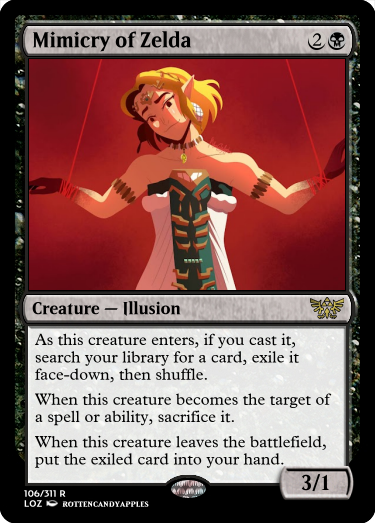 Mimicry of Zelda 2
Creature — Illusion
As this creature enters, if you cast it,
search your library for a card, exile it
face-down, then shuffle.
When this creature becomes the target of
a spell or ability, sacrifice it.
When this creature leaves the battlefield,
put the exiled card into your hand.
3/1
106/311 R
LOZ ROTTENCANDYAPPLES